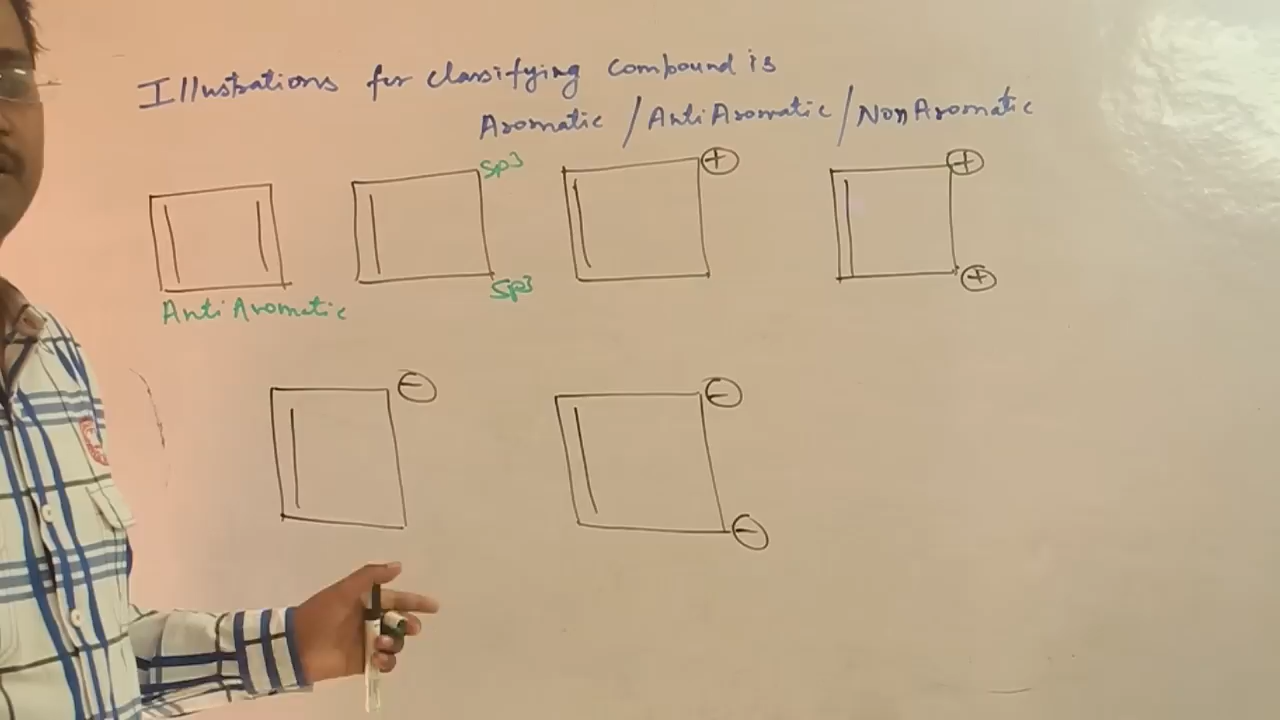 Illustrations for classifying compound is
Aromatic / AntiAromatic / NonAromatic
Sp3
+
+
Sp3
+
AntiAromatic
-
-
-